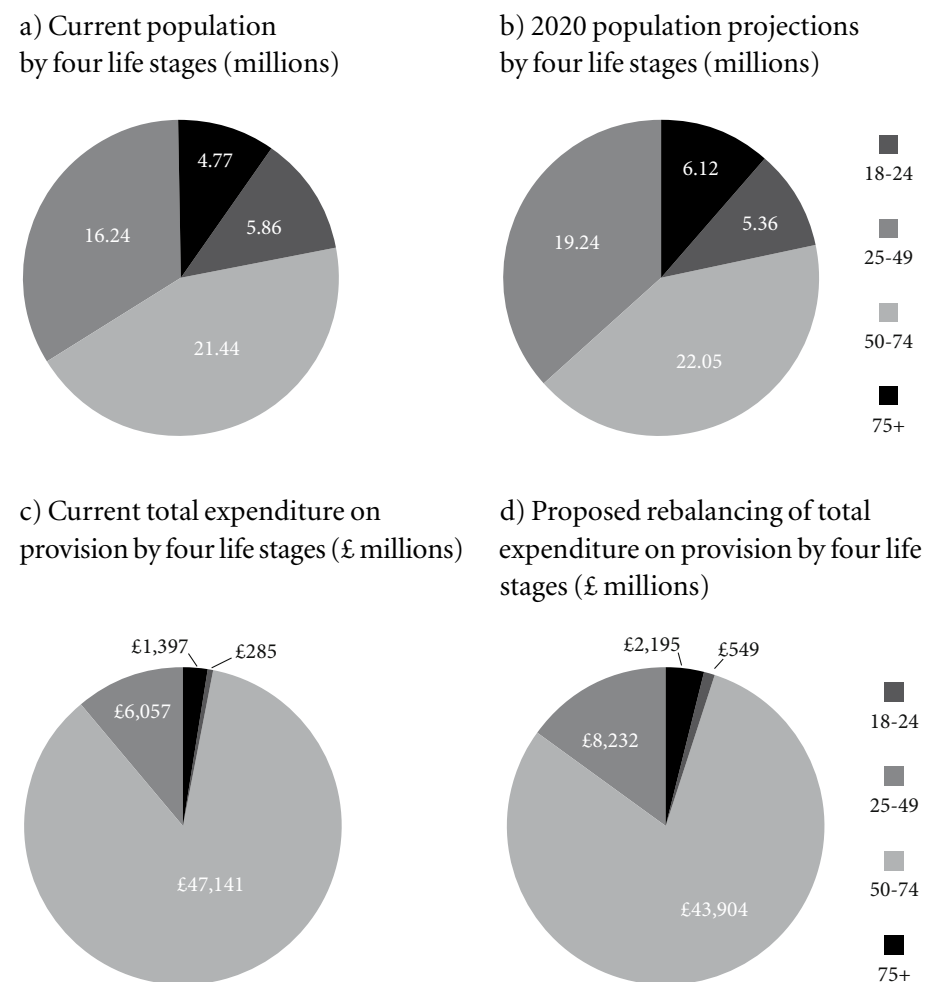 a) Current population
by four life stages (millions)
4.77
5.86
16.24
21.44
b) 2020 population projections
by four life stages (millions)
6.12
5.36
19.24
22.05
18-24
25-49
50-74
75+
c) Current total expenditure on
provision by four life stages (£ millions)
£1,397
£285
£6,057
£47,141
d) Proposed rebalancing of total
expenditure on provision by four life
stages (£ millions)
£2,195
£549
£8,232
£43,904
18-24
25-49
50-74
75+